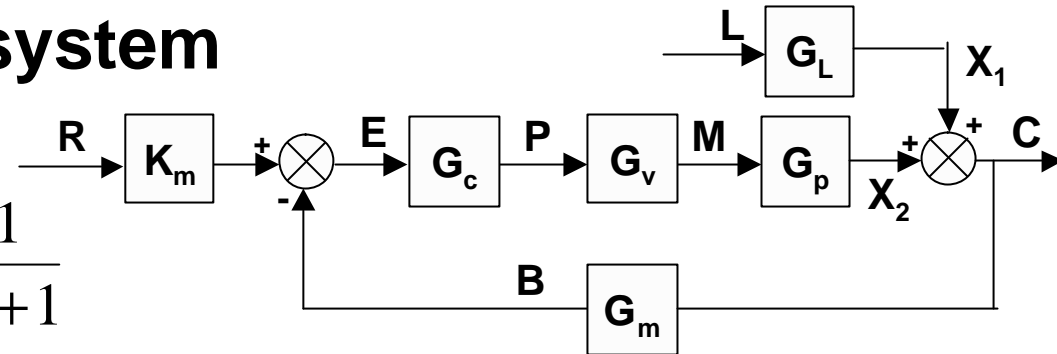 system
L
G_L
X_1
R
K_m
+
-
E
G_c
P
G_v
M
G_p
+
X_2
+
C
1
+1
B
G_m